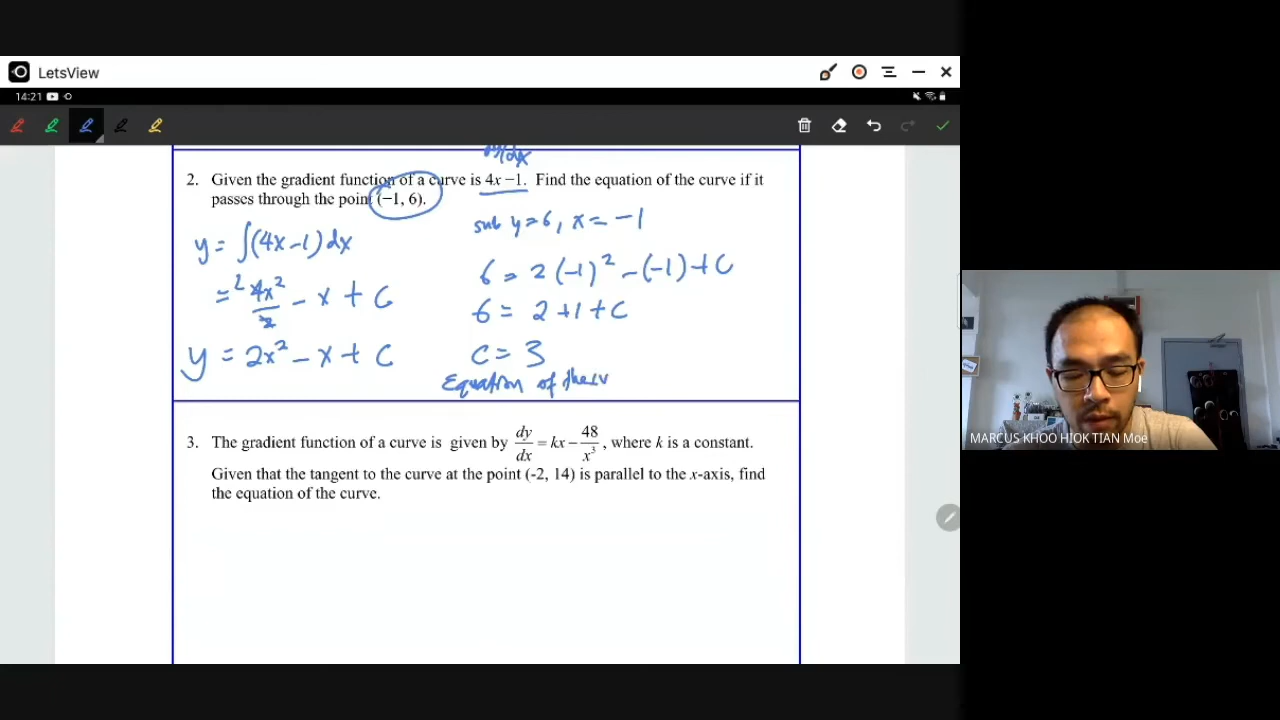 LetsView
14:21
dy/dx
2. Given the gradient function of a curve is 4x −1. Find the equation of the curve if it
passes through the point (−1, 6).
y = ∫(4x−1) dx
= 2 4x²/2 − x + C
y = 2x² − x + C
sub y=6, x = −1
6 = 2(−1)² − (−1) + C
6 = 2 + 1 + C
C = 3
Equation of the cu
3. The gradient function of a curve is given by dy/dx = kx − 48/x³, where k is a constant.
Given that the tangent to the curve at the point (-2, 14) is parallel to the x-axis, find
the equation of the curve.
MARCUS KHOO HIOK TIAN Moe